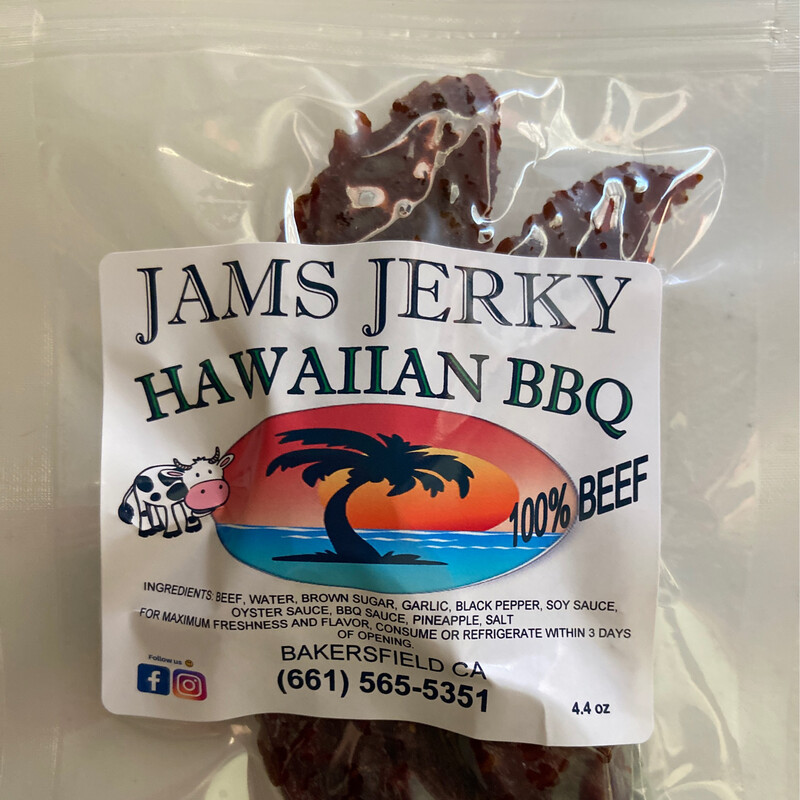 JAMS JERKY
HAWAIIAN BBQ
100% BEEF
INGREDIENTS: BEEF, WATER, BROWN SUGAR, GARLIC, BLACK PEPPER, SOY SAUCE,
OYSTER SAUCE, BBQ SAUCE, PINEAPPLE, SALT
FOR MAXIMUM FRESHNESS AND FLAVOR, CONSUME OR REFRIGERATE WITHIN 3 DAYS
OF OPENING.
BAKERSFIELD CA
(661) 565-5351
Follow us
4.4 oz